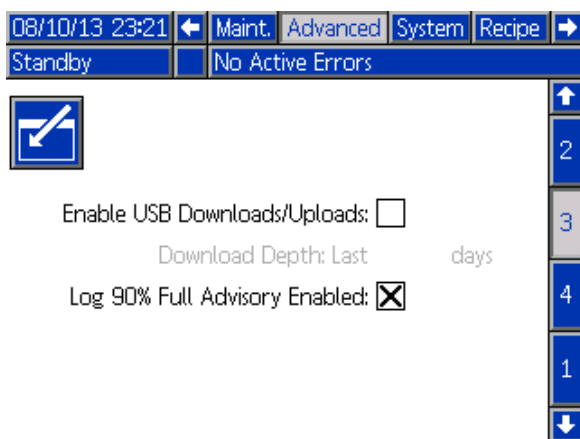 08/10/13 23:21 Maint. Advanced System Recipe
Standby No Active Errors
2
Enable USB Downloads/Uploads:
3
Download Depth: Last days
Log 90% Full Advisory Enabled:
4
1